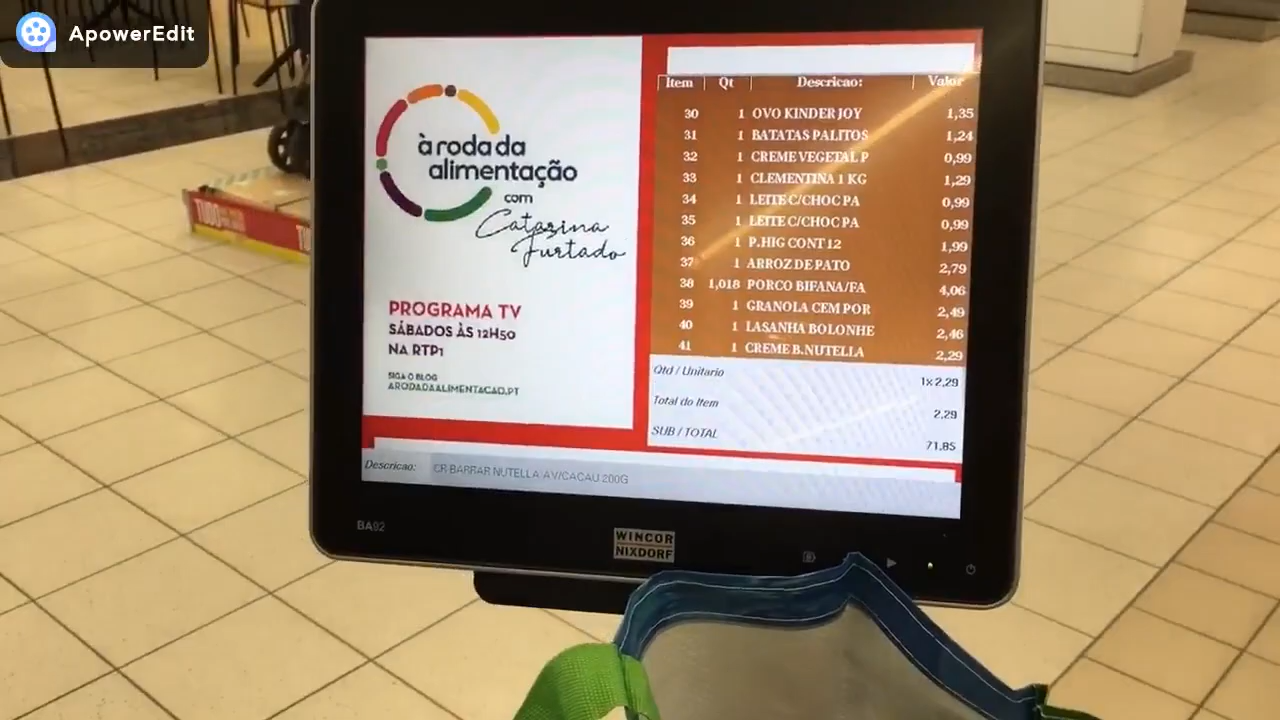 ApowerEdit
à roda da
alimentação
com
Catarina
Furtado
PROGRAMA TV
SÁBADOS ÀS 12H50
NA RTP1
SIGA O BLOG
ARODADAALIMENTACAO.PT
Item Qt Descricao: Valor
30 1 OVO KINDER JOY 1,35
31 1 BATATAS PALITOS 1,24
32 1 CREME VEGETAL P 0,99
33 1 CLEMENTINA 1 KG 1,29
34 1 LEITE C/CHOC PA 0,99
35 1 LEITE C/CHOC PA 0,99
36 1 P.HIG CONT 12 1,99
37 1 ARROZ DE PATO 2,79
38 1,018 PORCO BIFANA/FA 4,06
39 1 GRANOLA CEM POR 2,49
40 1 LASANHA BOLONHE 2,46
41 1 CREME B.NUTELLA 2,29
Qtd / Unitario 1x 2,29
Total do Item 2,29
SUB / TOTAL 71,85
Descricao: CR BARRAR NUTELLA AV/CACAU 200G
BA92
WINCOR
NIXDORF
TUDO